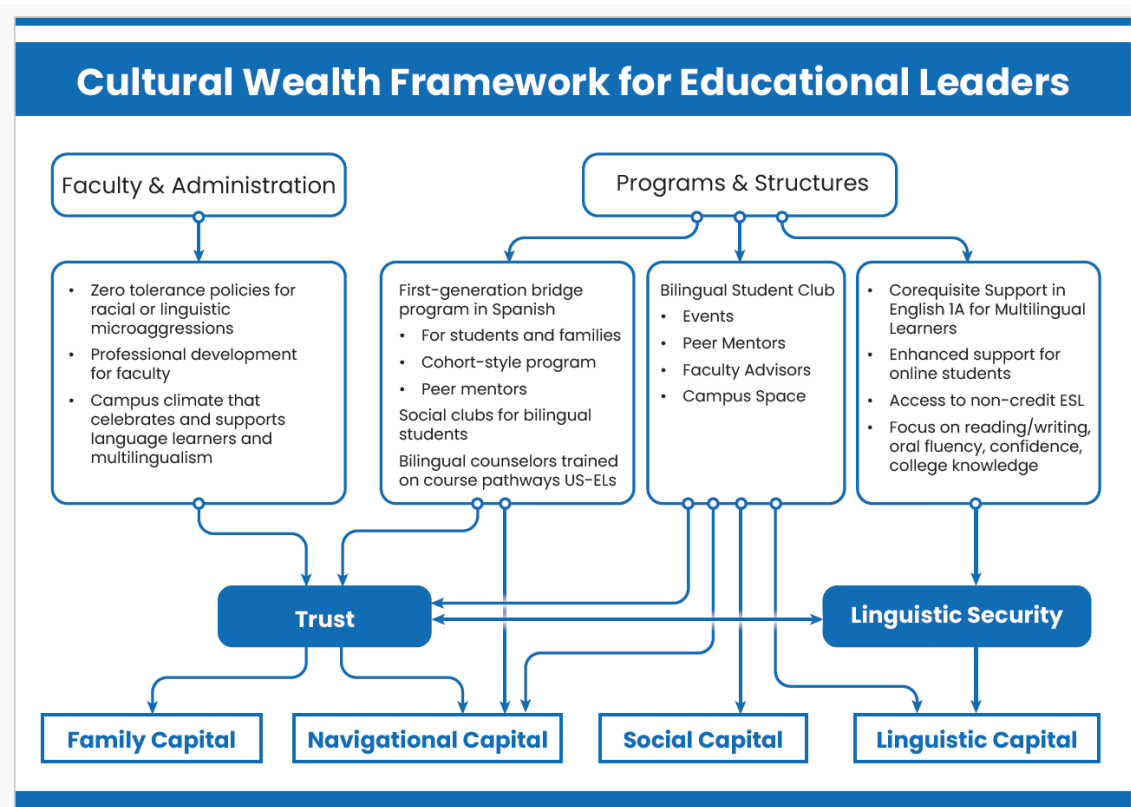 Cultural Wealth Framework for Educational Leaders
Faculty & Administration
Programs & Structures
• Zero tolerance policies for
racial or linguistic
microaggressions
• Professional development
for faculty
• Campus climate that
celebrates and supports
language learners and
multilingualism
First-generation bridge
program in Spanish
• For students and families
• Cohort-style program
• Peer mentors
Social clubs for bilingual
students
Bilingual counselors trained
on course pathways US-ELs
Bilingual Student Club
• Events
• Peer Mentors
• Faculty Advisors
• Campus Space
• Corequisite Support in
English 1A for Multilingual
Learners
• Enhanced support for
online students
• Access to non-credit ESL
• Focus on reading/writing,
oral fluency, confidence,
college knowledge
Trust
Linguistic Security
Family Capital
Navigational Capital
Social Capital
Linguistic Capital